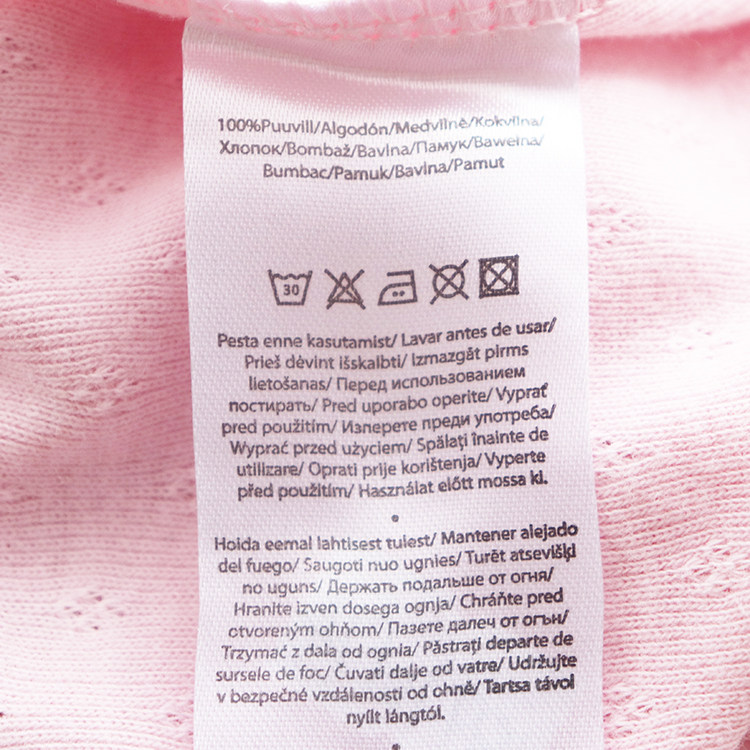 100%Puuvill/Algodón/Medvilnė/Kokvilna/
Хлопок/Bombaž/Bavlna/Памук/Bawełna/
Bumbac/Pamuk/Bavlna/Pamut
30
Pesta enne kasutamist/ Lavar antes de usar/
Prieš dėvint išskalbti/ Izmazgāt pirms
lietošanas/ Перед использованием
постирать/ Pred uporabo operite/ Vyprať
pred použitím/ Изперете преди употреба/
Wyprać przed użyciem/ Spălați înainte de
utilizare/ Oprati prije korištenja/ Vyperte
před použitím/ Használat előtt mossa ki.
Hoida eemal lahtisest tulest/ Mantener alejado
del fuego/ Saugoti nuo ugnies/ Turēt atsevišķi
no uguns/ Держать подальше от огня/
Hranite izven dosega ognja/ Chráňte pred
otvoreným ohňom/ Пазете далеч от огън/
Trzymać z dala od ognia/ Păstrați departe de
sursele de foc/ Čuvati dalje od vatre/ Udržujte
v bezpečné vzdálenosti od ohně/ Tartsa távol
nyílt lángtól.